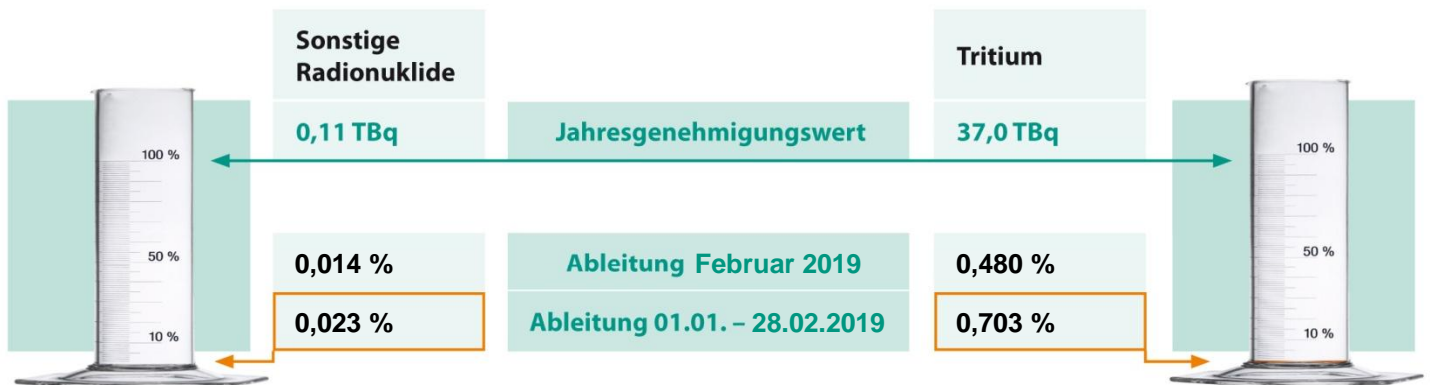 Sonstige
Radionuklide
Tritium
0,11 TBq
Jahresgenehmigungswert
37,0 TBq
100 %
100 %
50 %
0,014 %
Ableitung Februar 2019
0,480 %
50 %
10 %
0,023 %
Ableitung 01.01. – 28.02.2019
0,703 %
10 %